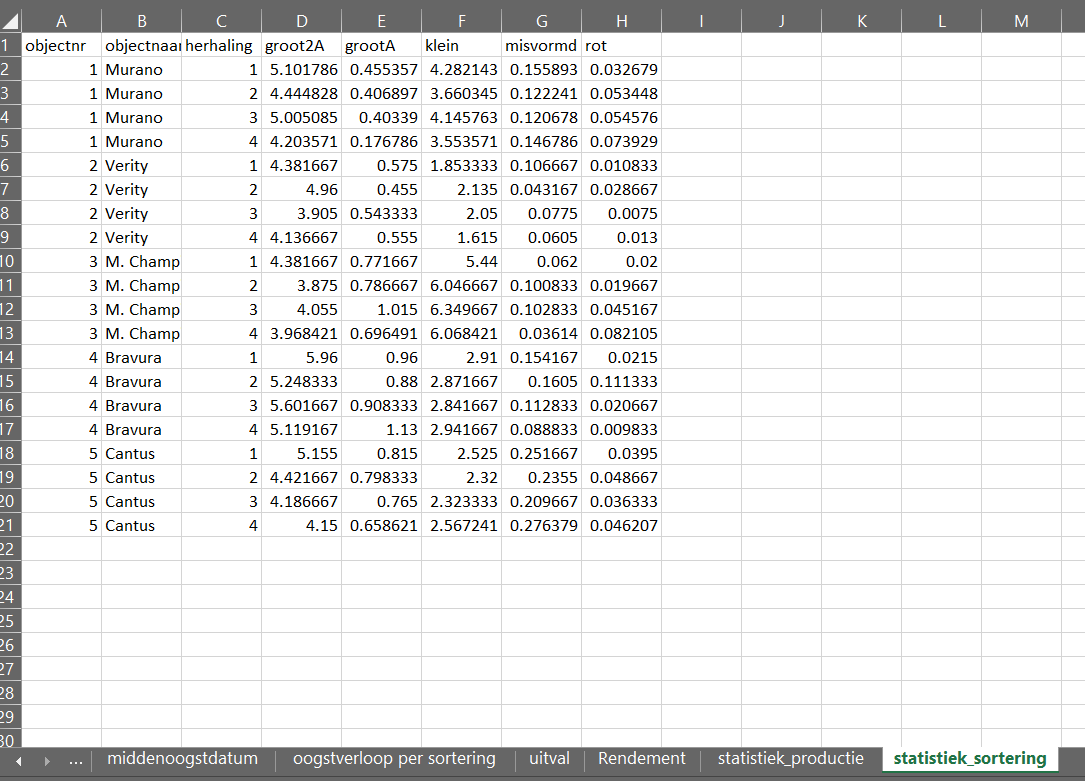 A B C D E F G H I J K L M
1 objectnr objectnaar herhaling groot2A grootA klein misvormd rot
2 1 Murano 1 5.101786 0.455357 4.282143 0.155893 0.032679
3 1 Murano 2 4.444828 0.406897 3.660345 0.122241 0.053448
4 1 Murano 3 5.005085 0.40339 4.145763 0.120678 0.054576
5 1 Murano 4 4.203571 0.176786 3.553571 0.146786 0.073929
6 2 Verity 1 4.381667 0.575 1.853333 0.106667 0.010833
7 2 Verity 2 4.96 0.455 2.135 0.043167 0.028667
8 2 Verity 3 3.905 0.543333 2.05 0.0775 0.0075
9 2 Verity 4 4.136667 0.555 1.615 0.0605 0.013
10 3 M. Champ 1 4.381667 0.771667 5.44 0.062 0.02
11 3 M. Champ 2 3.875 0.786667 6.046667 0.100833 0.019667
12 3 M. Champ 3 4.055 1.015 6.349667 0.102833 0.045167
13 3 M. Champ 4 3.968421 0.696491 6.068421 0.03614 0.082105
14 4 Bravura 1 5.96 0.96 2.91 0.154167 0.0215
15 4 Bravura 2 5.248333 0.88 2.871667 0.1605 0.111333
16 4 Bravura 3 5.601667 0.908333 2.841667 0.112833 0.020667
17 4 Bravura 4 5.119167 1.13 2.941667 0.088833 0.009833
18 5 Cantus 1 5.155 0.815 2.525 0.251667 0.0395
19 5 Cantus 2 4.421667 0.798333 2.32 0.2355 0.048667
20 5 Cantus 3 4.186667 0.765 2.323333 0.209667 0.036333
21 5 Cantus 4 4.15 0.658621 2.567241 0.276379 0.046207
22
23
24
25
26
27
28
29
30
... middenoogstdatum oogstverloop per sortering uitval Rendement statistiek_productie statistiek_sortering